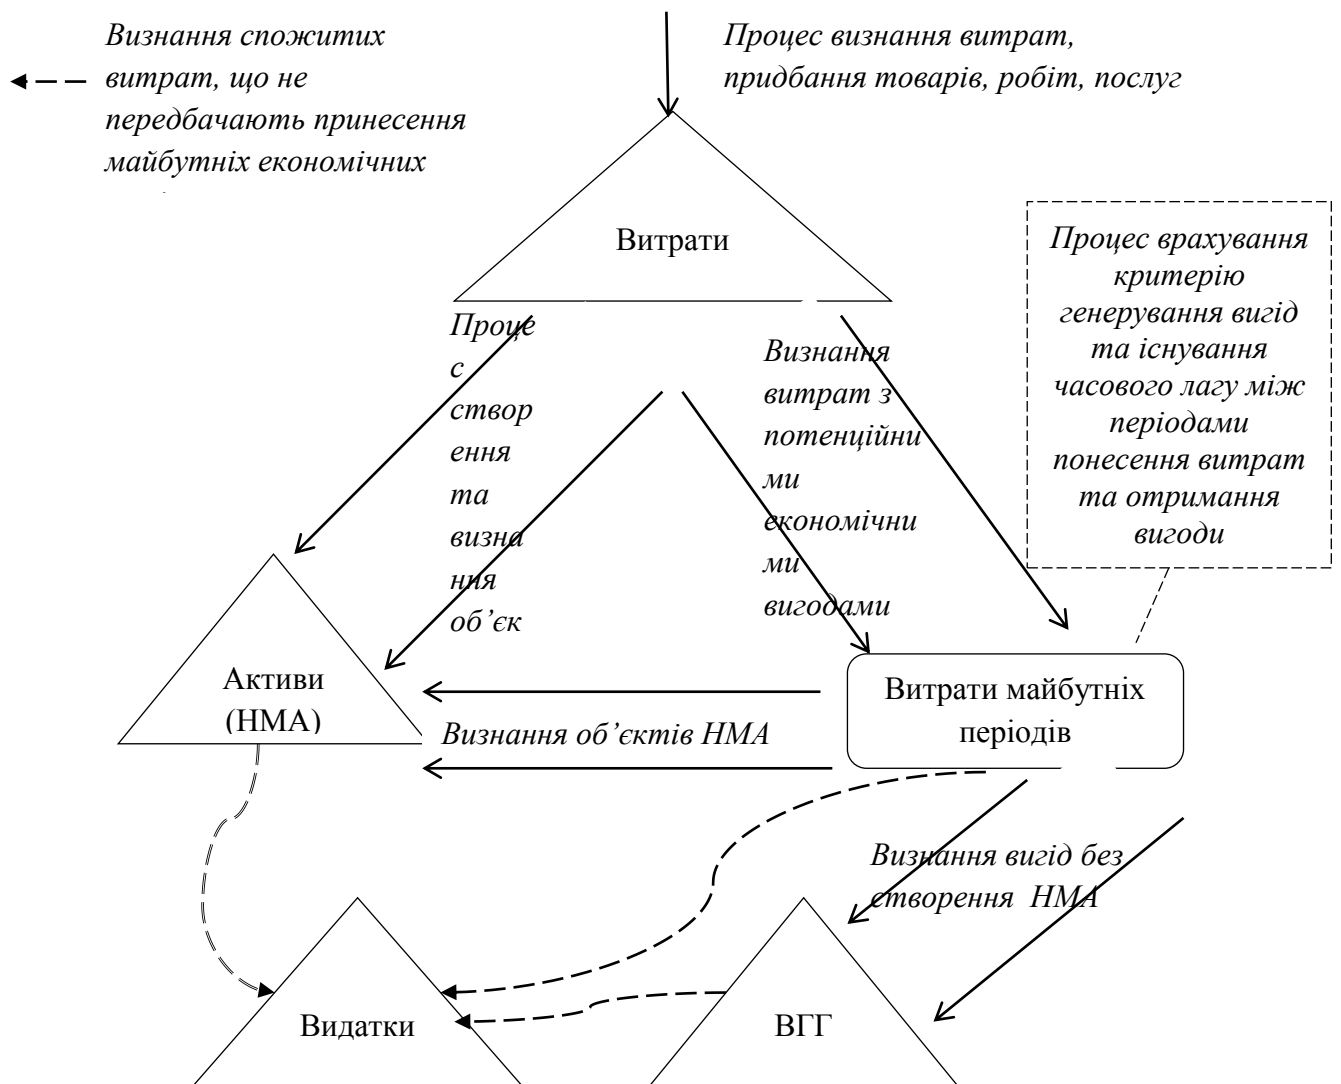 Визнання спожитих
витрат, що не
передбачають принесення
майбутніх економічних
Процес визнання витрат,
придбання товарів, робіт, послуг
Витрати
Процес врахування
критерію
генерування вигід
та існування
часового лагу між
періодами
понесення витрат
та отримання
вигоди
Проце
с
створ
ення
та
визна
ння
об’єк
Визнання
витрат з
потенційни
ми
економічни
ми
вигодами
Активи
(НМА)
Визнання об’єктів НМА
Витрати майбутніх
періодів
Визнання вигід без
створення НМА
Видатки
ВГГ